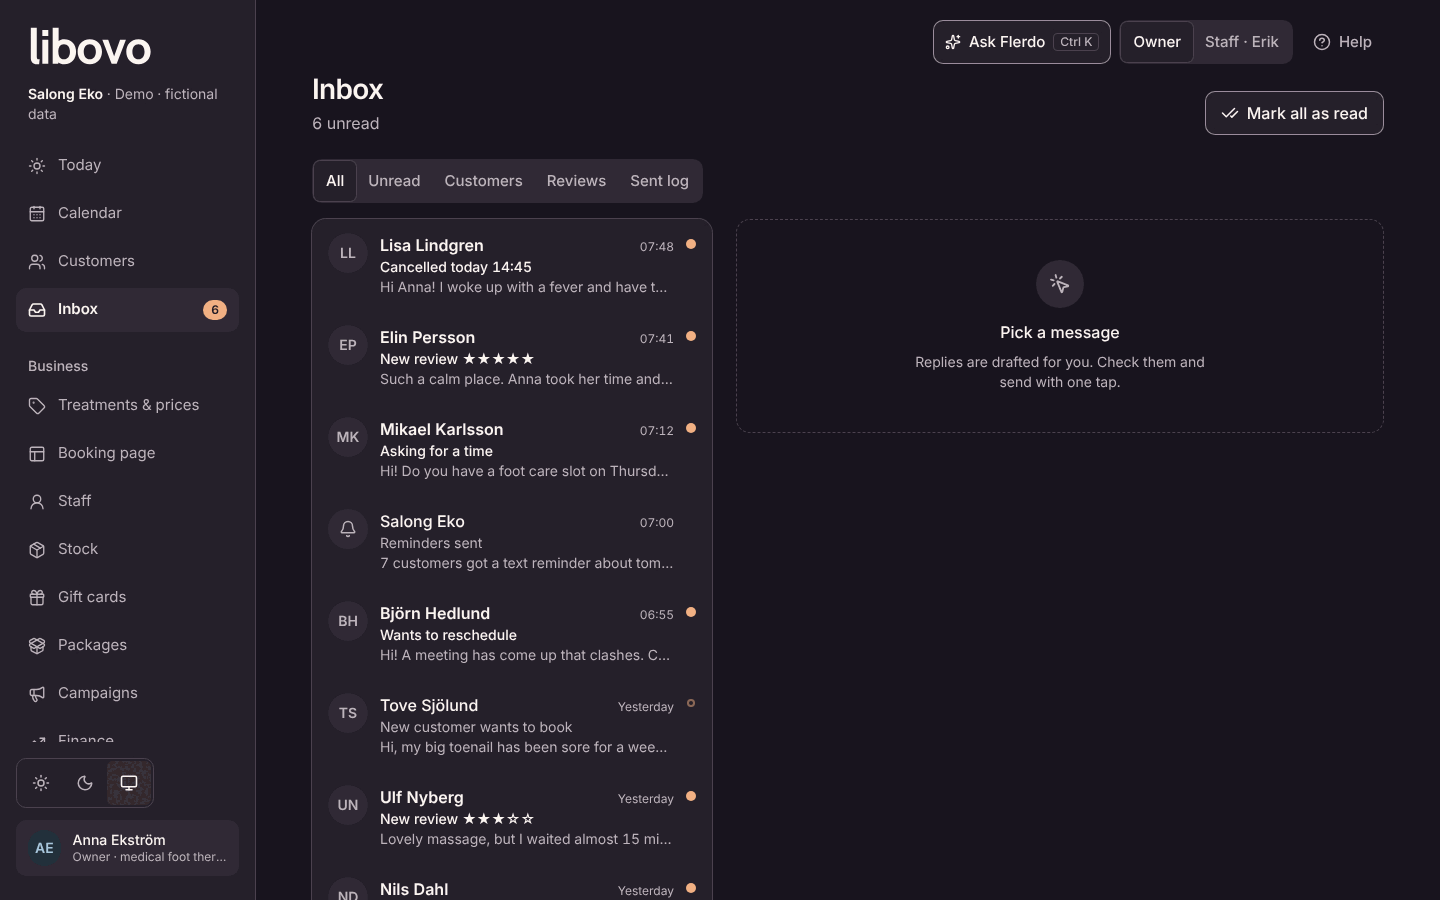 libovo
Salong Eko · Demo · fictional
data
Today
Calendar
Customers
Inbox 6
Business
Treatments & prices
Booking page
Staff
Stock
Gift cards
Packages
Campaigns
Finance
AE Anna Ekström
Owner · medical foot ther…
Ask Flerdo Ctrl K Owner Staff · Erik Help
Inbox
6 unread
Mark all as read
All Unread Customers Reviews Sent log
LL Lisa Lindgren 07:48
Cancelled today 14:45
Hi Anna! I woke up with a fever and have t…
EP Elin Persson 07:41
New review ★★★★★
Such a calm place. Anna took her time and…
MK Mikael Karlsson 07:12
Asking for a time
Hi! Do you have a foot care slot on Thursd…
Salong Eko 07:00
Reminders sent
7 customers got a text reminder about tom…
BH Björn Hedlund 06:55
Wants to reschedule
Hi! A meeting has come up that clashes. C…
TS Tove Sjölund Yesterday
New customer wants to book
Hi, my big toenail has been sore for a wee…
UN Ulf Nyberg Yesterday
New review ★★★☆☆
Lovely massage, but I waited almost 15 mi…
ND Nils Dahl Yesterday
Pick a message
Replies are drafted for you. Check them and
send with one tap.